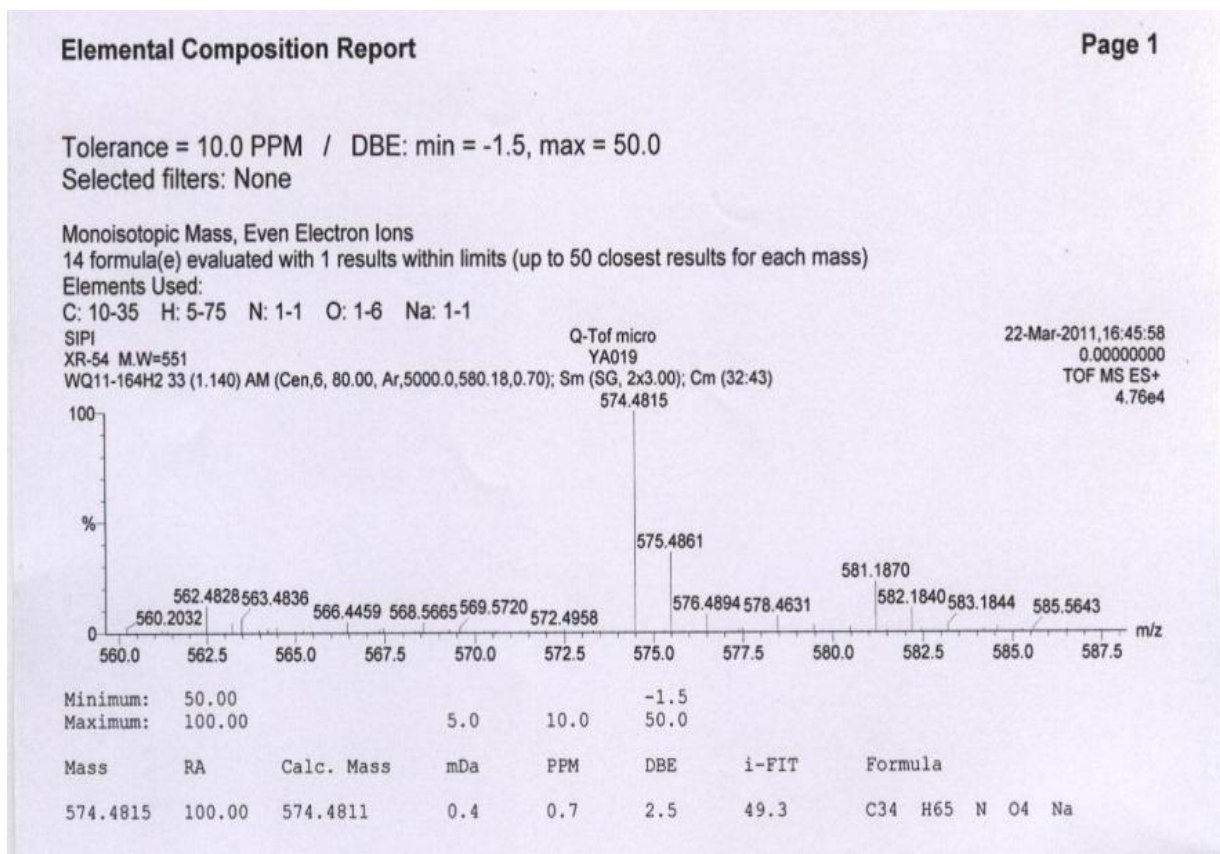 Elemental Composition Report Page 1
Tolerance = 10.0 PPM / DBE: min = -1.5, max = 50.0
Selected filters: None
Monoisotopic Mass, Even Electron Ions
14 formula(e) evaluated with 1 results within limits (up to 50 closest results for each mass)
Elements Used:
C: 10-35 H: 5-75 N: 1-1 O: 1-6 Na: 1-1
SIPI Q-Tof micro 22-Mar-2011,16:45:58
XR-54 M.W=551 YA019 0.00000000
WQ11-164H2 33 (1.140) AM (Cen,6, 80.00, Ar,5000.0,580.18,0.70); Sm (SG, 2x3.00); Cm (32:43) TOF MS ES+
574.4815 4.76e4
100
%
575.4861
581.1870
560.2032 562.4828 563.4836 566.4459 568.5665 569.5720 572.4958 576.4894 578.4631 582.1840 583.1844 585.5643
0 m/z
560.0 562.5 565.0 567.5 570.0 572.5 575.0 577.5 580.0 582.5 585.0 587.5
Minimum: 50.00 -1.5
Maximum: 100.00 5.0 10.0 50.0
Mass RA Calc. Mass mDa PPM DBE i-FIT Formula
574.4815 100.00 574.4811 0.4 0.7 2.5 49.3 C34 H65 N O4 Na